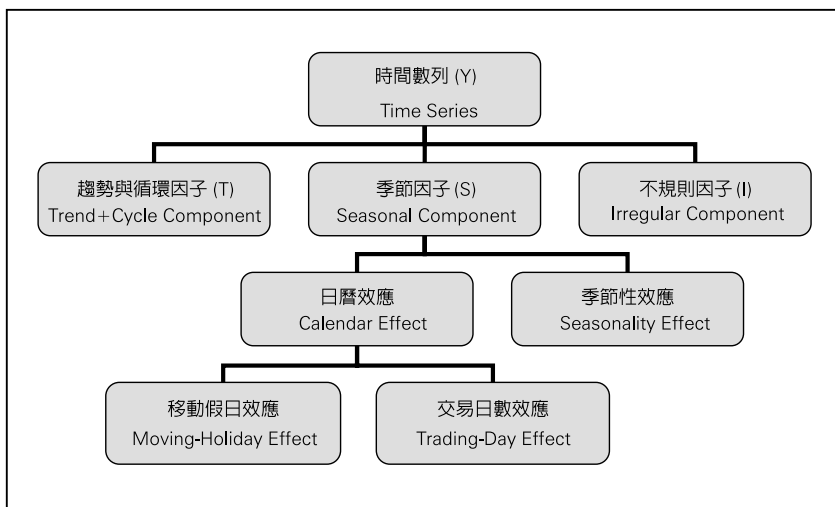 時間數列 (Y)
Time Series
趨勢與循環因子 (T)
Trend+Cycle Component
季節因子 (S)
Seasonal Component
不規則因子 (I)
Irregular Component
日曆效應
Calendar Effect
季節性效應
Seasonality Effect
移動假日效應
Moving-Holiday Effect
交易日數效應
Trading-Day Effect